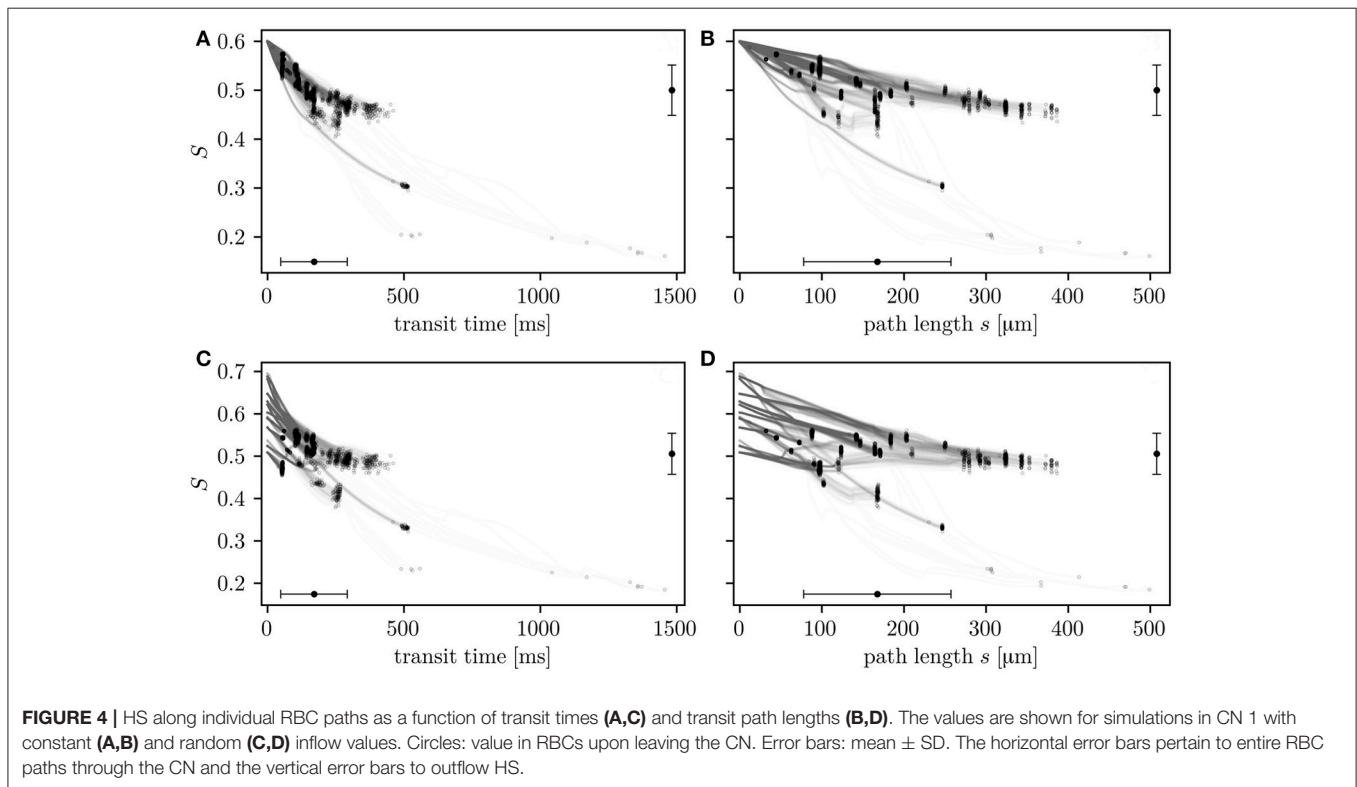 A
B
0.6
0.5
0.4
0.3
0.2
S
0
500
1000
1500
transit time [ms]
0
100
200
300
400
500
path length s [µm]
C
D
0.7
0.6
0.5
0.4
0.3
0.2
S
0
500
1000
1500
transit time [ms]
0
100
200
300
400
500
path length s [µm]
FIGURE 4 | HS along individual RBC paths as a function of transit times (A,C) and transit path lengths (B,D). The values are shown for simulations in CN 1 with
constant (A,B) and random (C,D) inflow values. Circles: value in RBCs upon leaving the CN. Error bars: mean ± SD. The horizontal error bars pertain to entire RBC
paths through the CN and the vertical error bars to outflow HS.